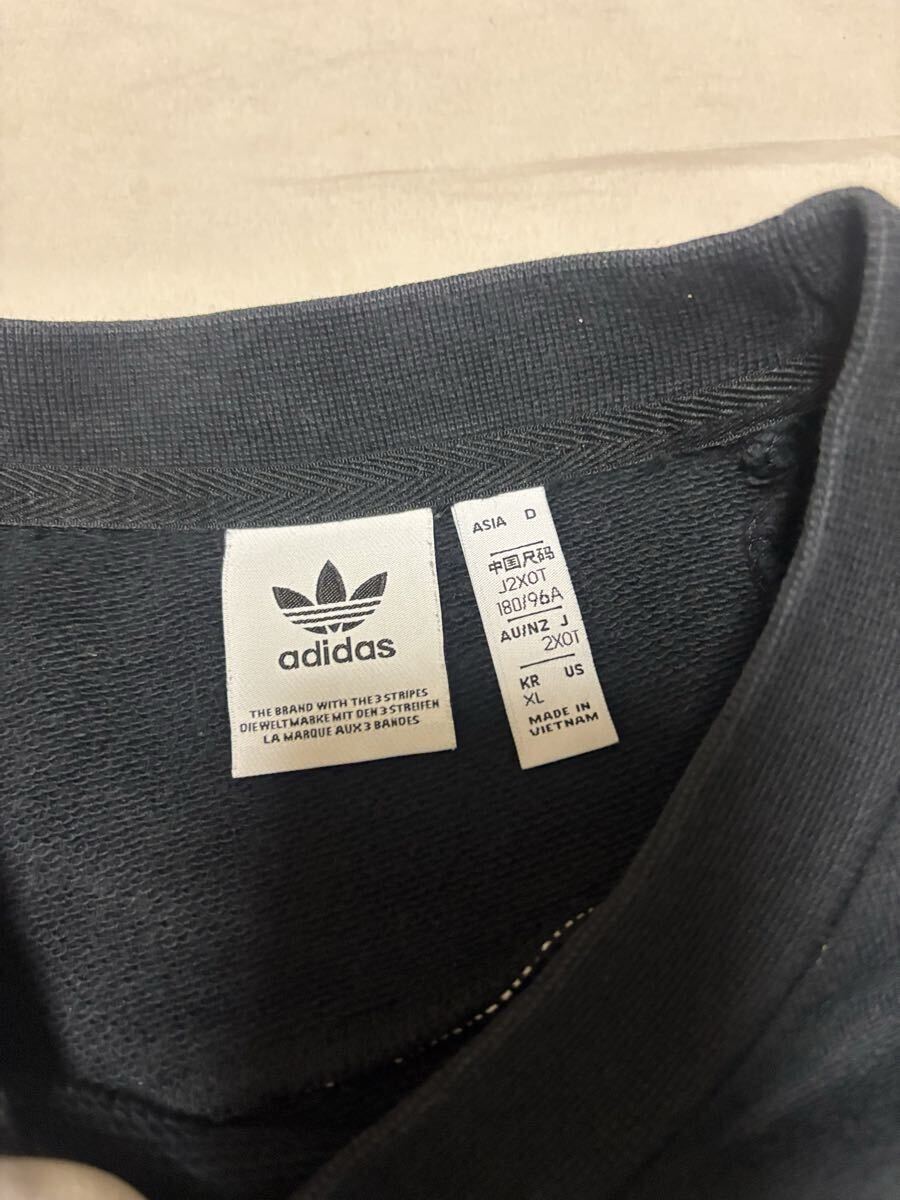 adidas
THE BRAND WITH THE 3 STRIPES
DIE WELTMARKE MIT DEN 3 STREIFEN
LA MARQUE AUX 3 BANDES
ASIA D
中国尺码
J2XOT
180/96A
AU/NZ J
2XOT
KR US
XL
MADE IN
VIETNAM